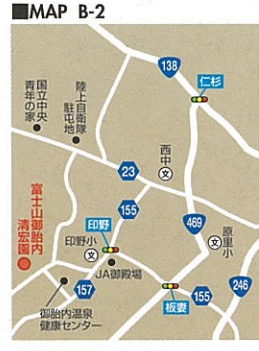 ■MAP B-2
138
仁杉
国立中央
青年の家
陸上自衛隊
駐屯地
西中
文
23
155
469
文
原里小
富士山御胎内
清宏園
印野
印野小
文
JA御殿場
157
板妻
155
246
御胎内温泉
健康センター